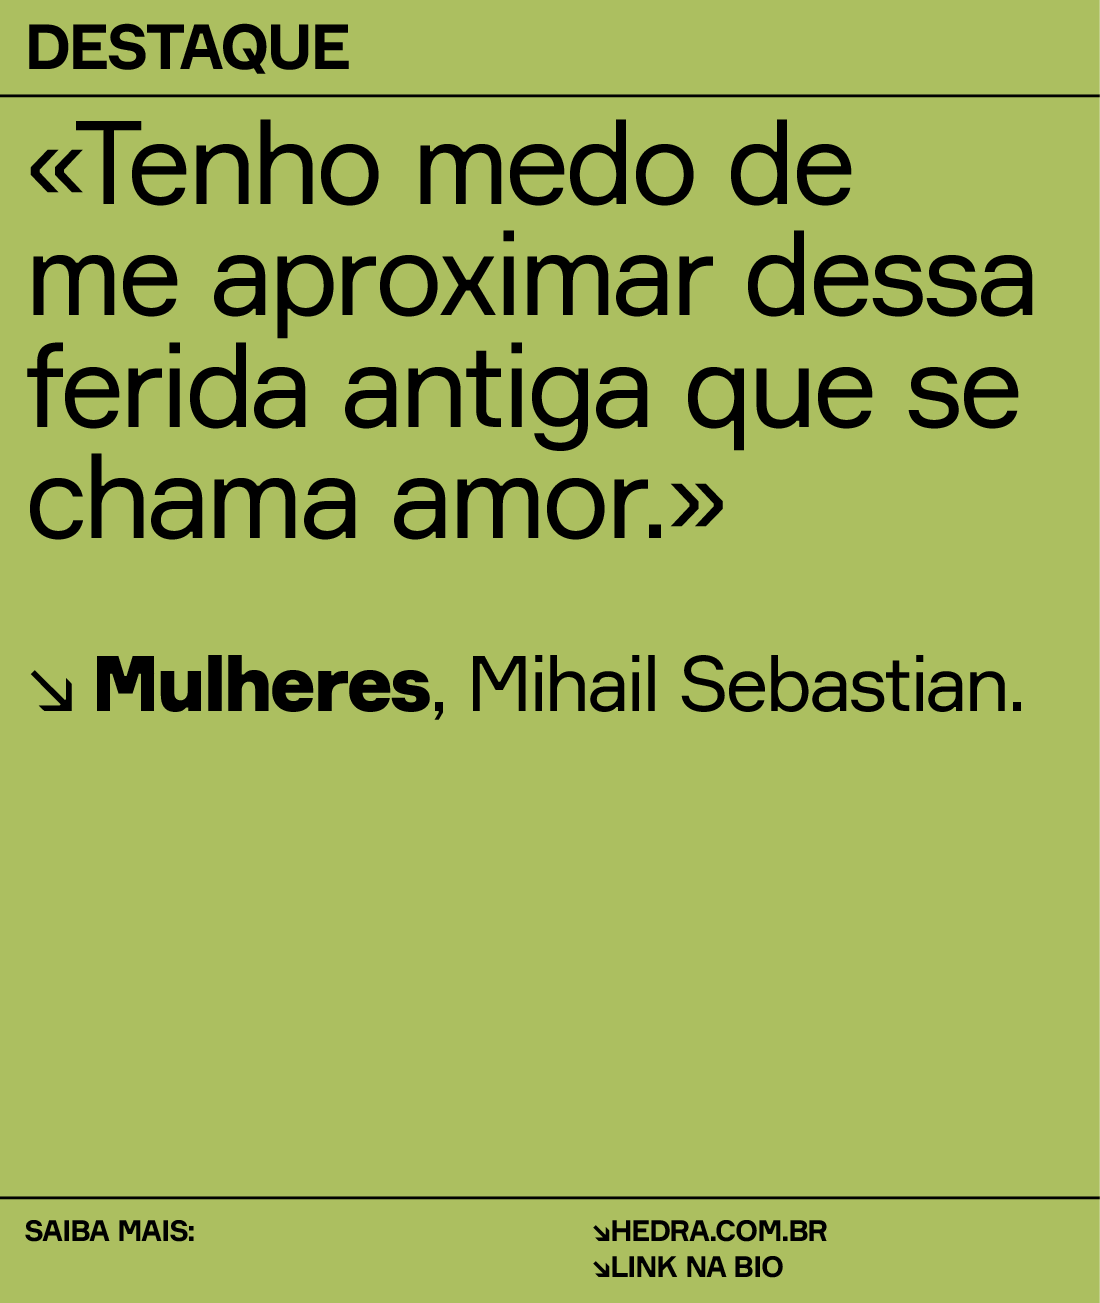 DESTAQUE
«Tenho medo de
me aproximar dessa
ferida antiga que se
chama amor.»
↘ Mulheres, Mihail Sebastian.
SAIBA MAIS:
↘HEDRA.COM.BR
↘LINK NA BIO